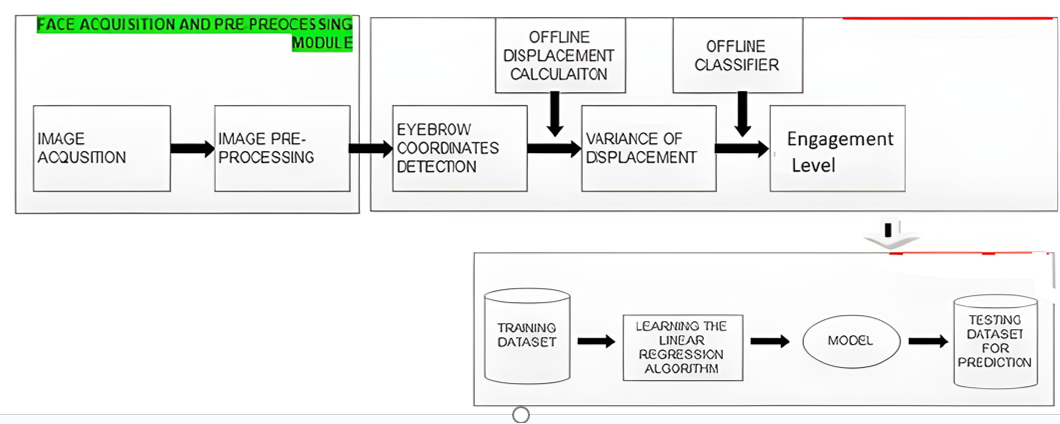 FACE ACQUISITION AND PRE PREOCESSING
MODULE
IMAGE
ACQUSITION
IMAGE PRE-
PROCESSING
OFFLINE
DISPLACEMENT
CALCULAITON
OFFLINE
CLASSIFIER
EYEBROW
COORDINATES
DETECTION
VARIANCE OF
DISPLACEMENT
Engagement
Level
TRAINING
DATASET
LEARNING THE
LINEAR
REGRESSION
ALGORITHM
MODEL
TESTING
DATASET
FOR
PREDICTION